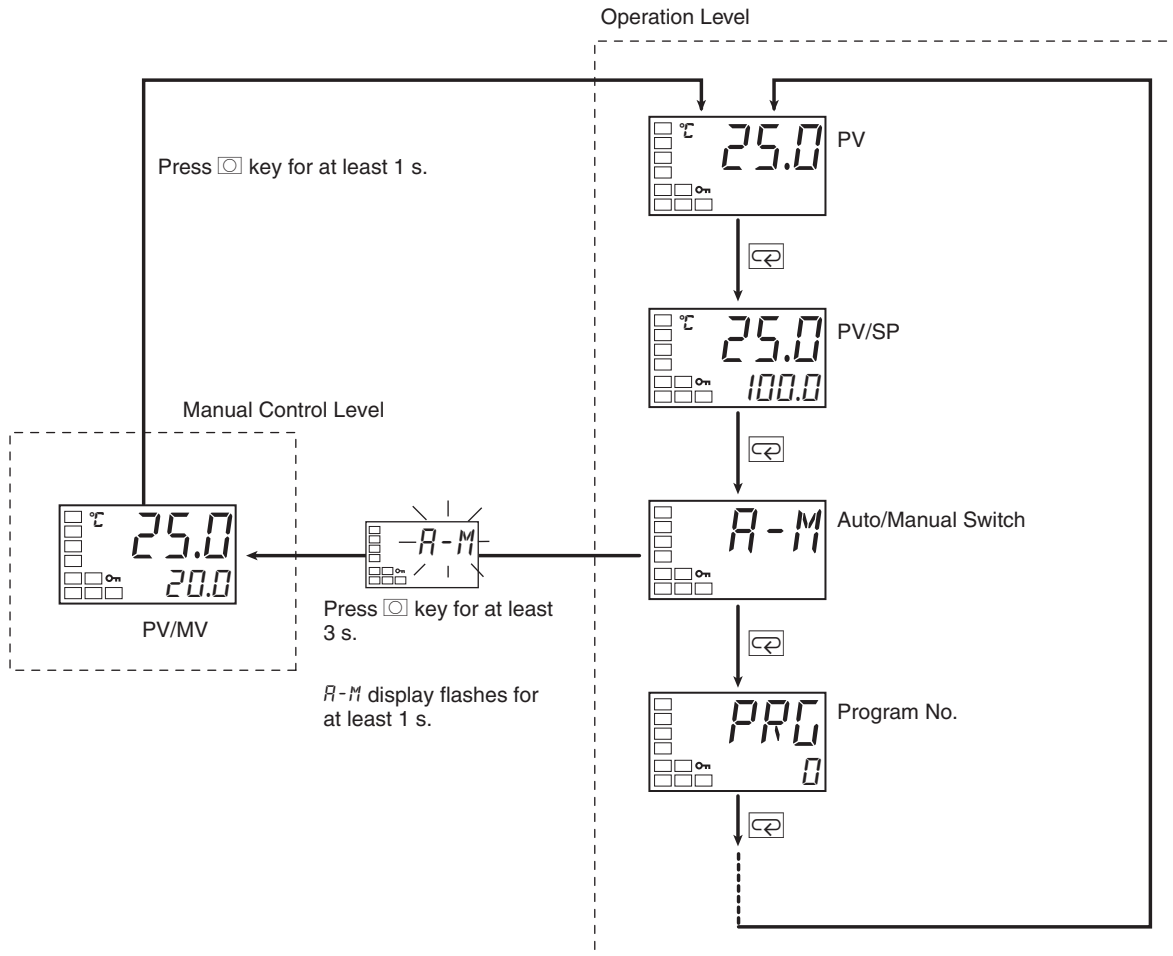 Operation Level
Press key for at least 1 s.
°C 25.0
PV
°C 25.0
100.0
PV/SP
Manual Control Level
°C 25.0
20.0
PV/MV
A-M
Press key for at least
3 s.
A-M display flashes for
at least 1 s.
A-M
Auto/Manual Switch
PRG
0
Program No.